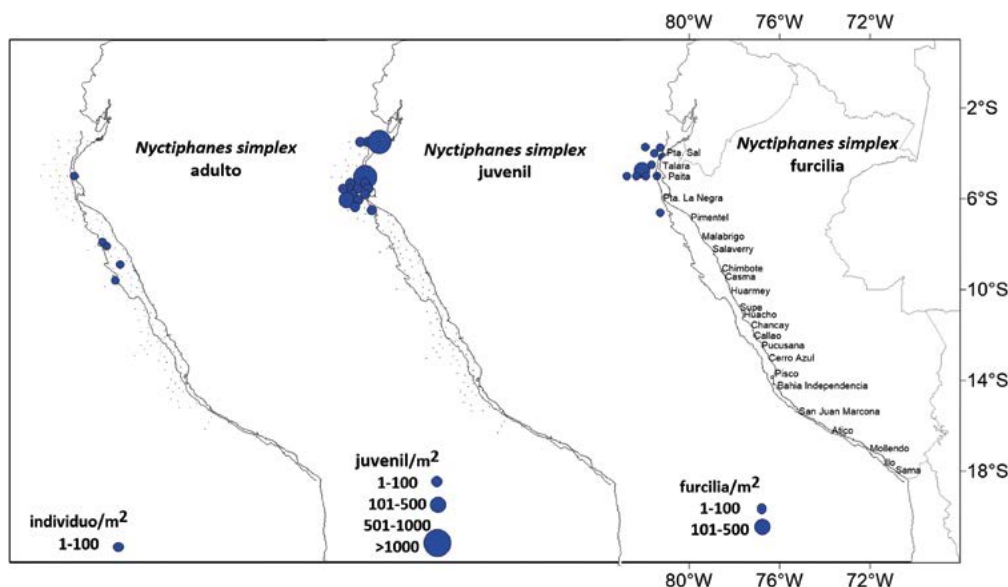 80°W 76°W 72°W
Nyctiphanes simplex
adulto
Nyctiphanes simplex
juvenil
Nyctiphanes simplex
furcilia
2°S
6°S
10°S
14°S
18°S
Pta. Sal
Talara
Paita
Pta. La Negra
Pimentel
Malabrigo
Salaverry
Chimbote
Casma
Huarmey
Supe
Huacho
Chancay
Callao
Pucusana
Cerro Azul
Pisco
Bahia Independencia
San Juan Marcona
Atico
Mollendo
Ilo
Sama
individuo/m²
1-100
juvenil/m²
1-100
101-500
501-1000
>1000
furcilia/m²
1-100
101-500
80°W 76°W 72°W